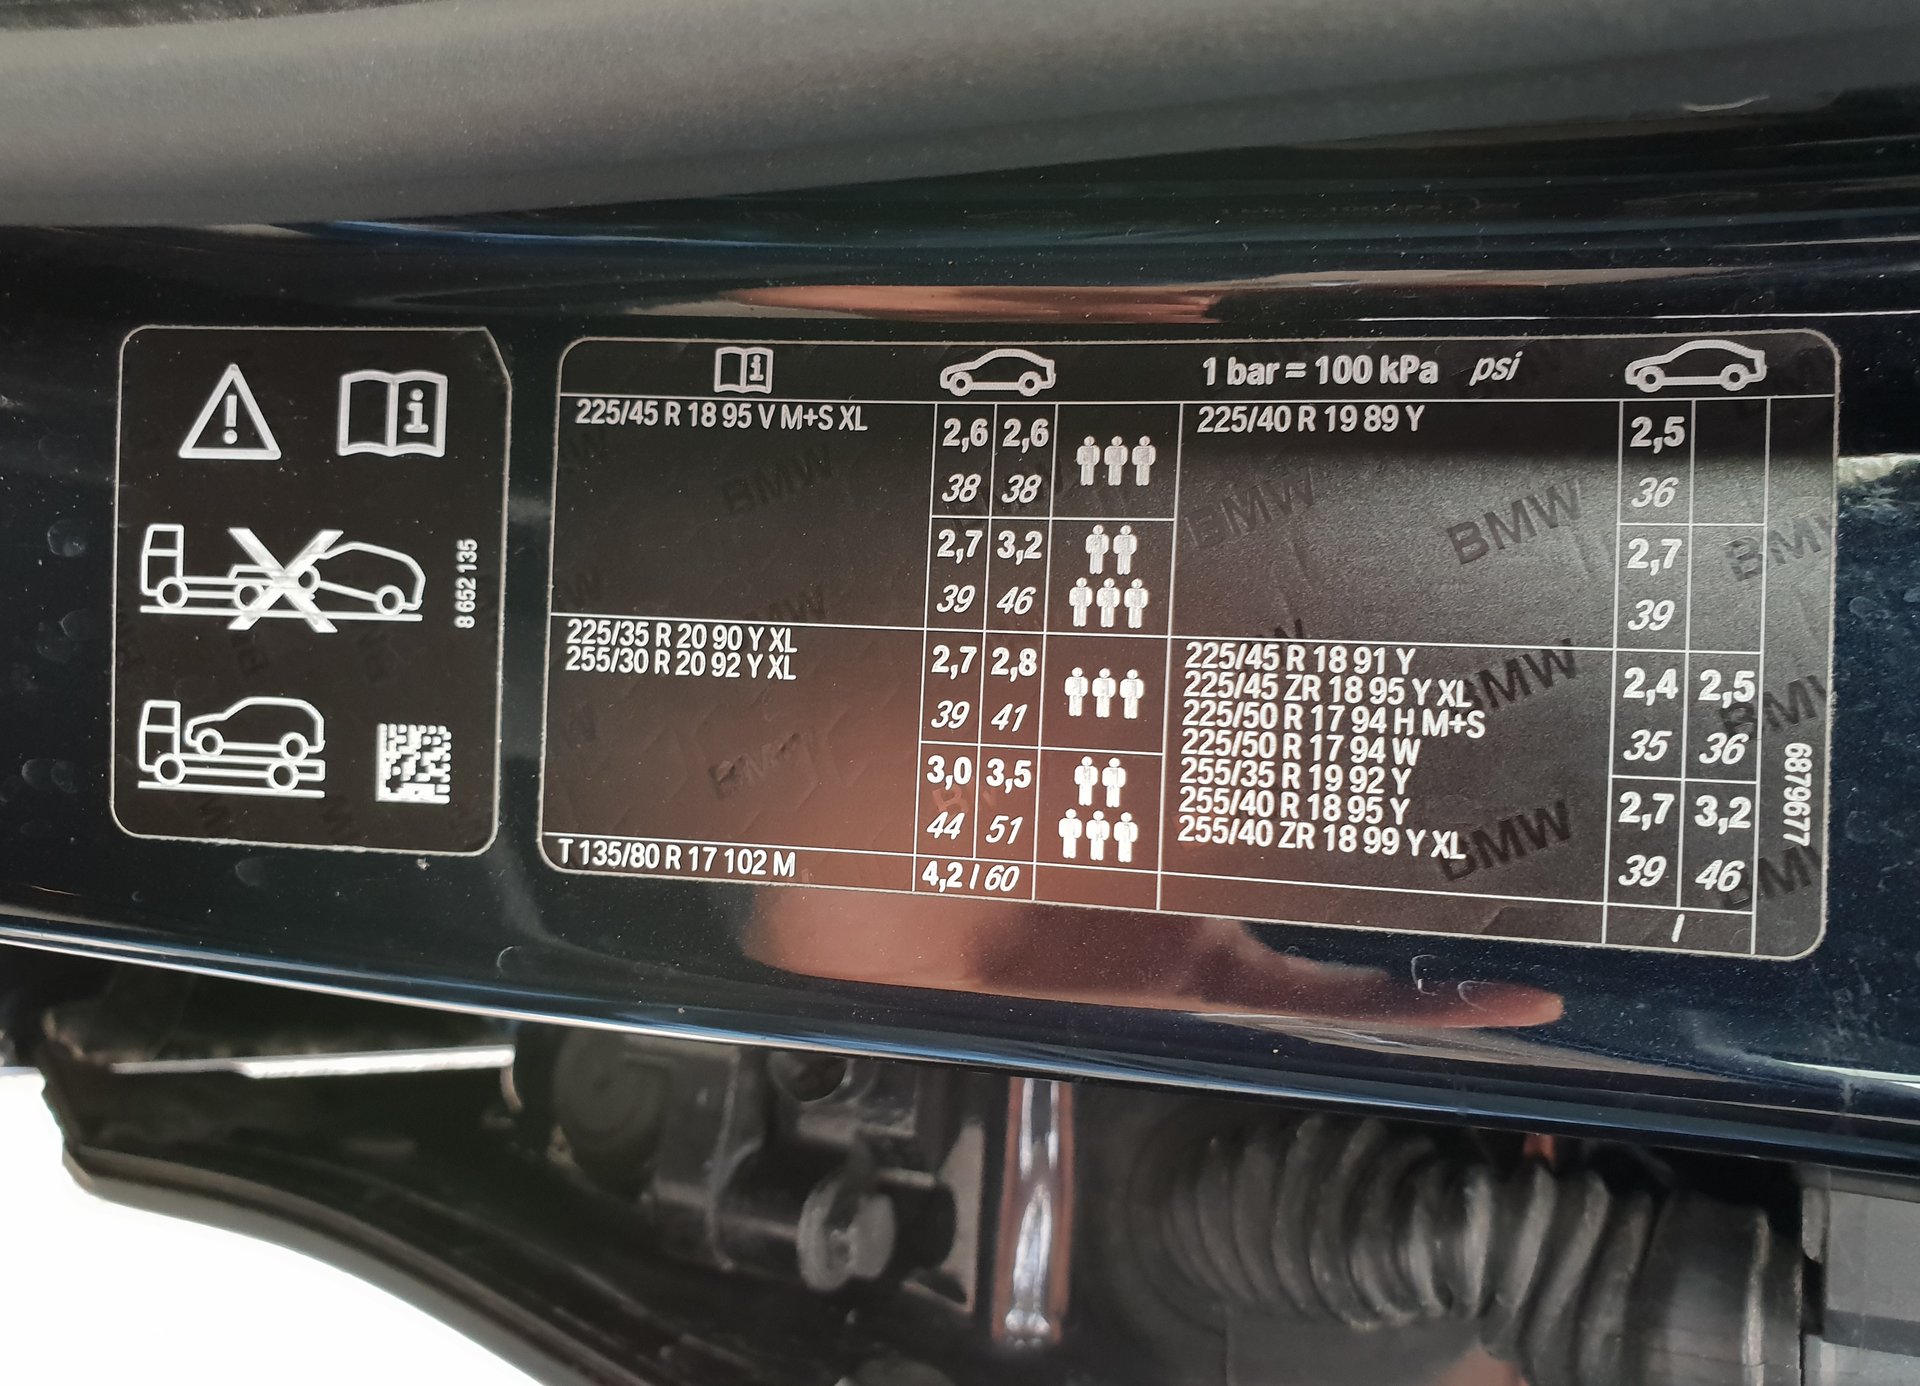 8 652 135
1 bar = 100 kPa psi
225/45 R 18 95 V M+S XL
2,6 2,6
38 38
2,7 3,2
39 46
225/35 R 20 90 Y XL
255/30 R 20 92 Y XL
2,7 2,8
39 41
3,0 3,5
44 51
T 135/80 R 17 102 M
4,2 / 60
225/40 R 19 89 Y
2,5
36
2,7
39
225/45 R 18 91 Y
225/45 ZR 18 95 Y XL
225/50 R 17 94 H M+S
225/50 R 17 94 W
255/35 R 19 92 Y
255/40 R 18 95 Y
255/40 ZR 18 99 Y XL
2,4 2,5
35 36
2,7 3,2
39 46
/
6879677
BMW
BMW
BMW
BMW
BMW
BMW